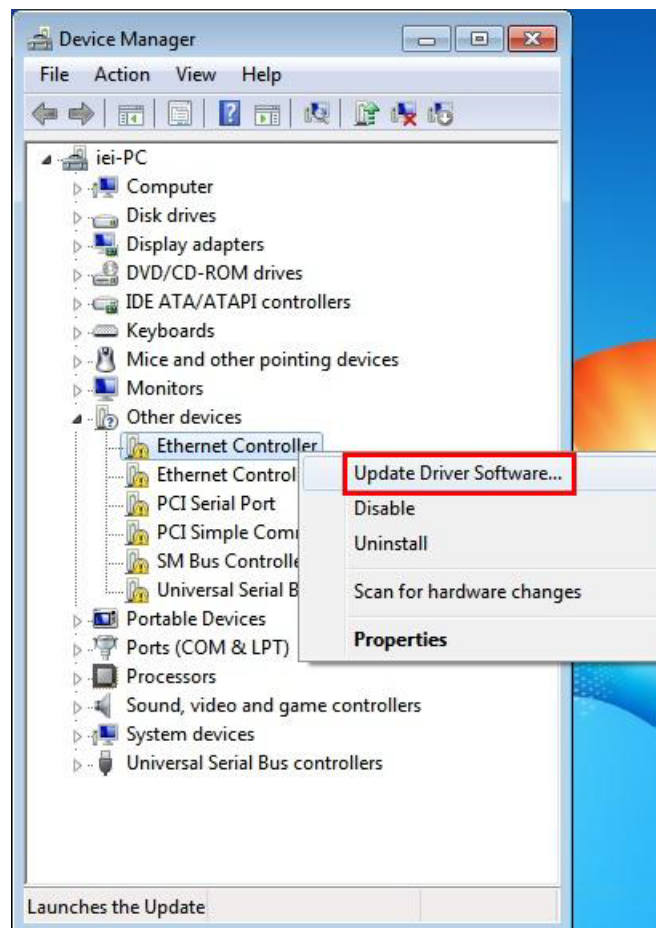 Device Manager
File Action View Help
iei-PC
Computer
Disk drives
Display adapters
DVD/CD-ROM drives
IDE ATA/ATAPI controllers
Keyboards
Mice and other pointing devices
Monitors
Other devices
Ethernet Controller
Ethernet Control
PCI Serial Port
PCI Simple Com
SM Bus Controlle
Universal Serial B
Portable Devices
Ports (COM & LPT)
Processors
Sound, video and game controllers
System devices
Universal Serial Bus controllers
Update Driver Software...
Disable
Uninstall
Scan for hardware changes
Properties
Launches the Update